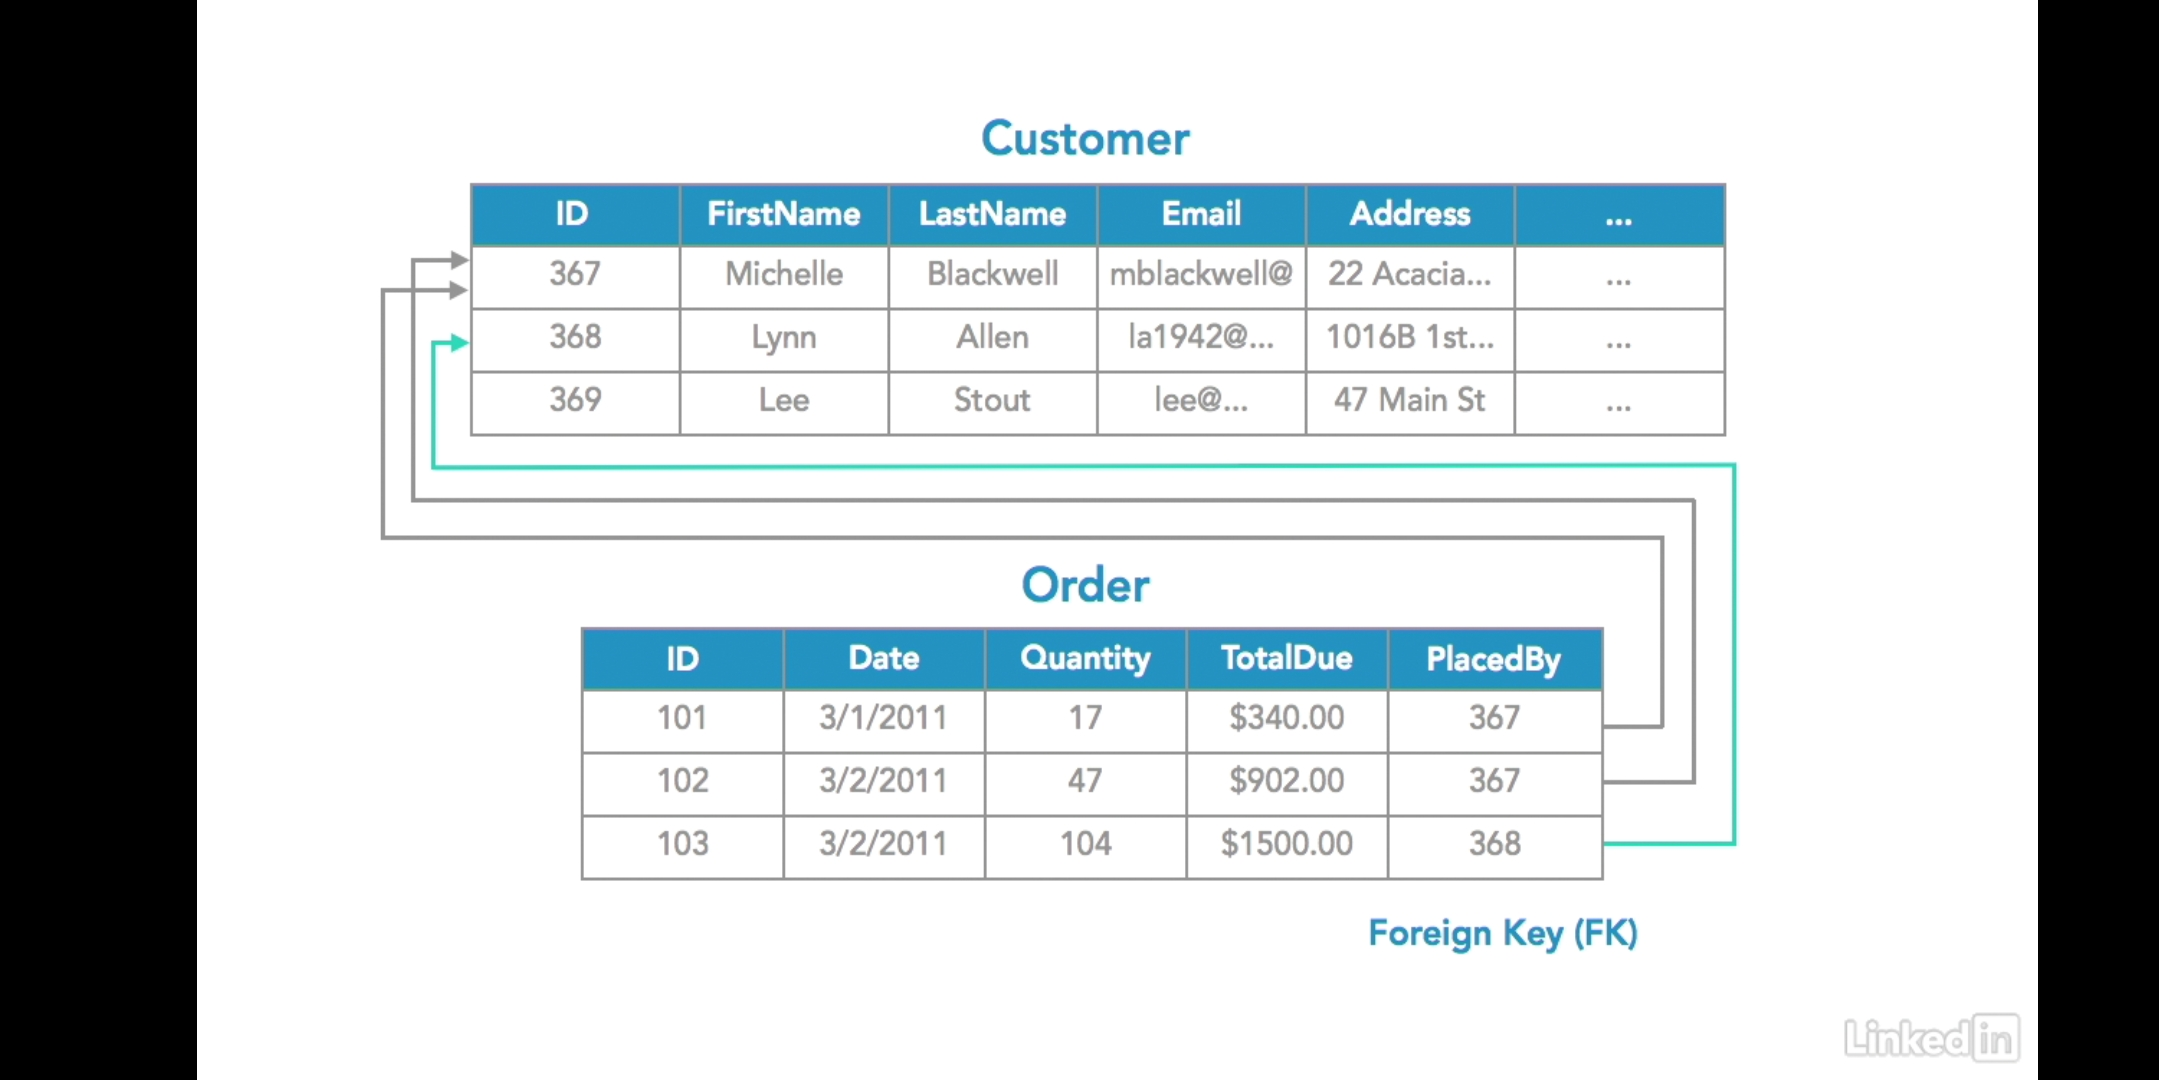 Customer
ID FirstName LastName Email Address ...
367 Michelle Blackwell mblackwell@ 22 Acacia... ...
368 Lynn Allen la1942@... 1016B 1st... ...
369 Lee Stout lee@... 47 Main St ...
Order
ID Date Quantity TotalDue PlacedBy
101 3/1/2011 17 $340.00 367
102 3/2/2011 47 $902.00 367
103 3/2/2011 104 $1500.00 368
Foreign Key (FK)
Linked in